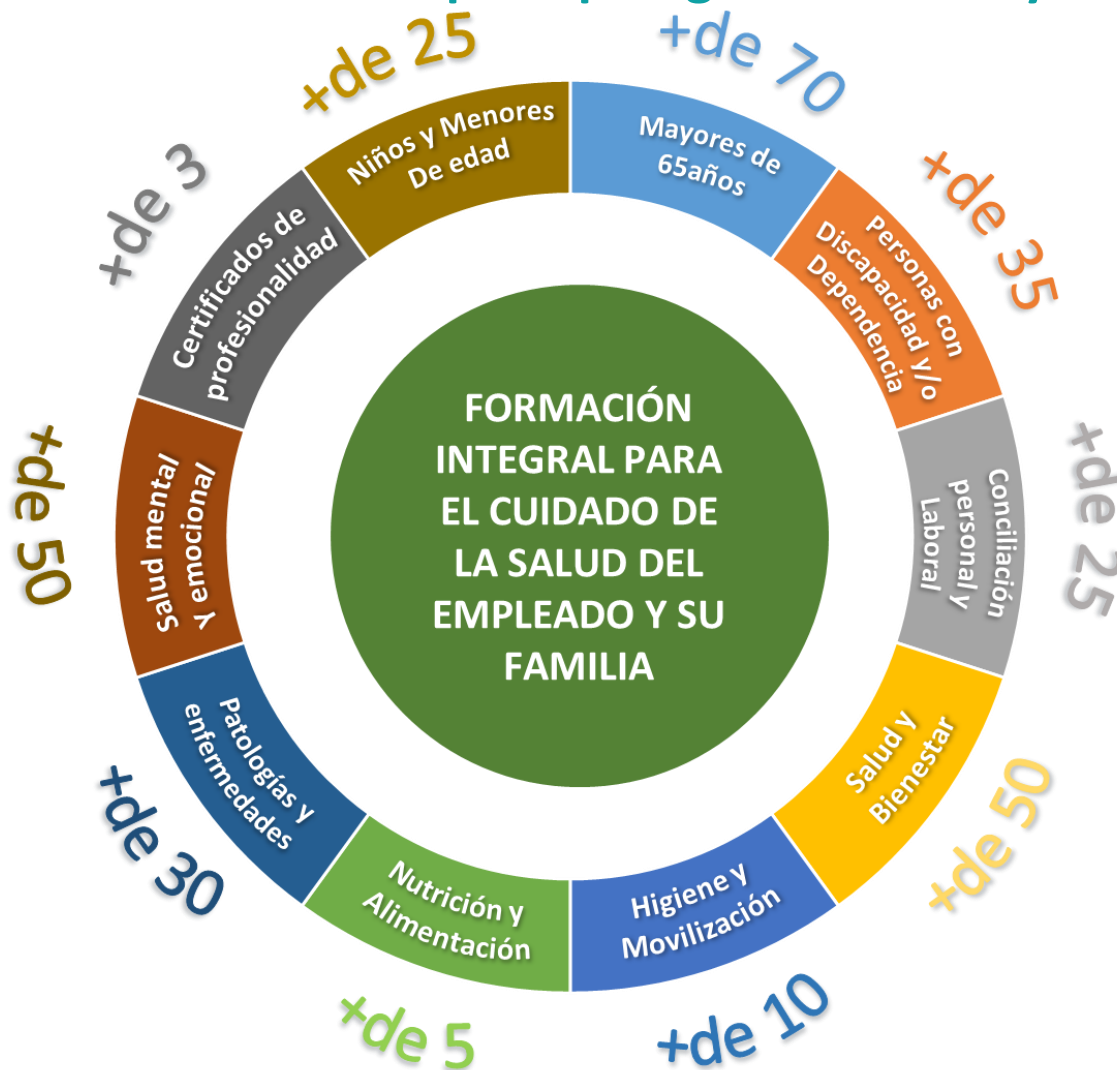 +de 25
+de 70
Niños y Menores
De edad
Mayores de
65años
+de 3
+de 35
Certificados de
profesionalidad
Personas con
Discapacidad y/o
Dependencia
FORMACIÓN
INTEGRAL PARA
EL CUIDADO DE
LA SALUD DEL
EMPLEADO Y SU
FAMILIA
+de 50
Salud mental
Y emocional
Conciliación
personal y
Laboral
+de 25
Patologías y
enfermedades
Salud y
Bienestar
+de 30
+de 50
Nutrición y
Alimentación
Higiene y
Movilización
+de 5
+de 10